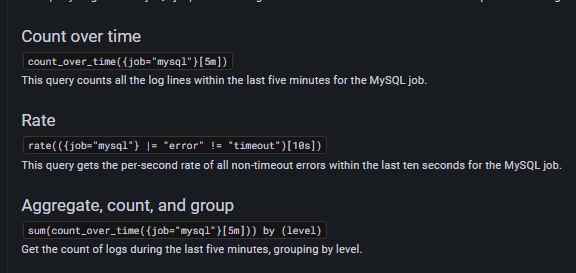 Count over time
count_over_time({job="mysql"}[5m])
This query counts all the log lines within the last five minutes for the MySQL job.
Rate
rate(({job="mysql"} |= "error" != "timeout")[10s])
This query gets the per-second rate of all non-timeout errors within the last ten seconds for the MySQL job.
Aggregate, count, and group
sum(count_over_time({job="mysql"}[5m])) by (level)
Get the count of logs during the last five minutes, grouping by level.